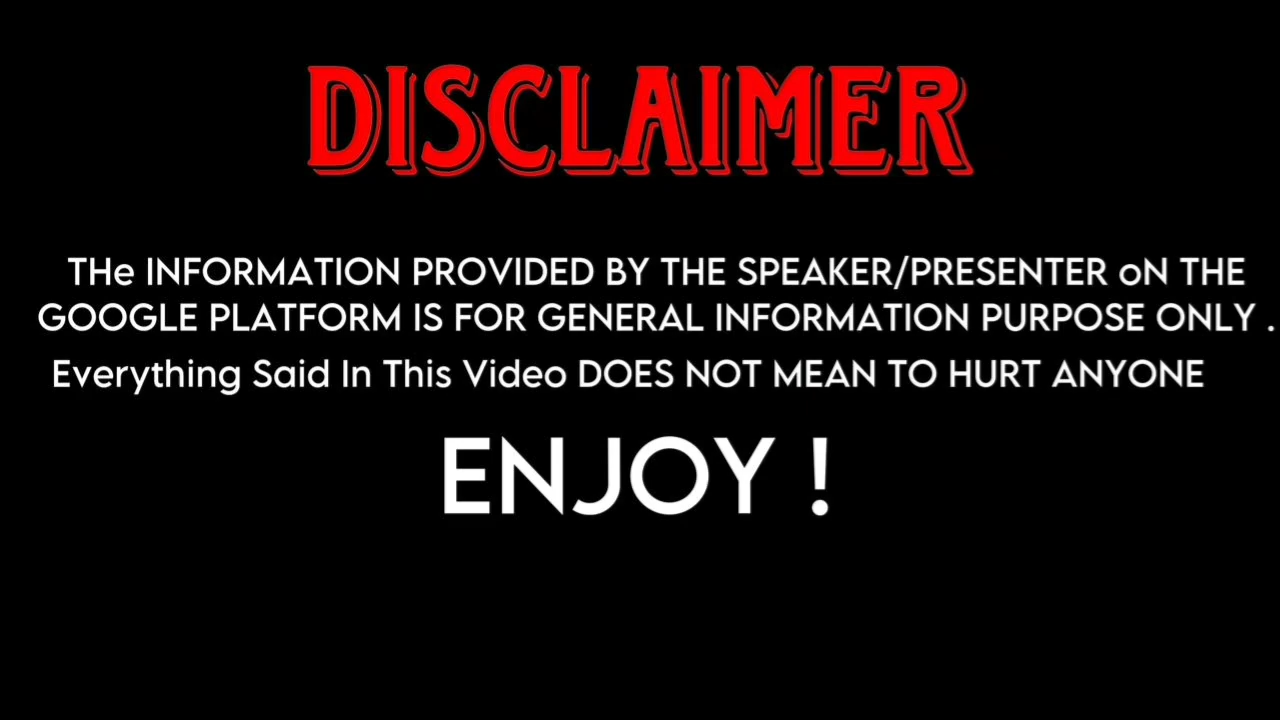 DISCLAIMER
THe INFORMATION PROVIDED BY THE SPEAKER/PRESENTER oN THE
GOOGLE PLATFORM IS FOR GENERAL INFORMATION PURPOSE ONLY .
Everything Said In This Video DOES NOT MEAN TO HURT ANYONE
ENJOY !